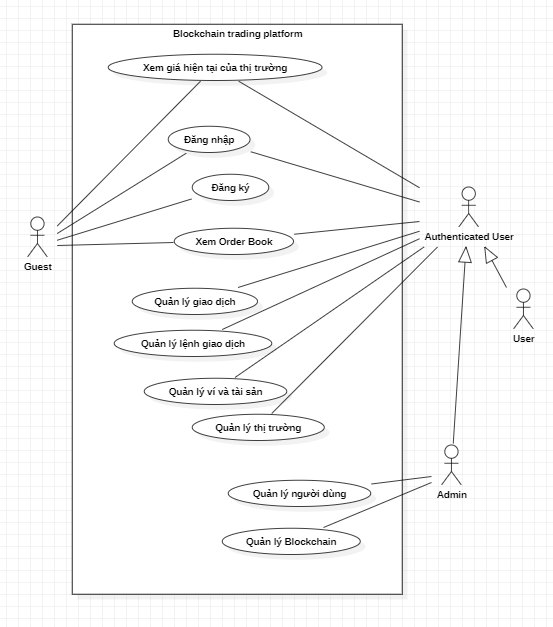 Blockchain trading platform
Xem giá hiện tại của thị trường
Đăng nhập
Đăng ký
Xem Order Book
Authenticated User
Guest
Quản lý giao dịch
Quản lý lệnh giao dịch
User
Quản lý ví và tài sản
Quản lý thị trường
Quản lý người dùng
Admin
Quản lý Blockchain